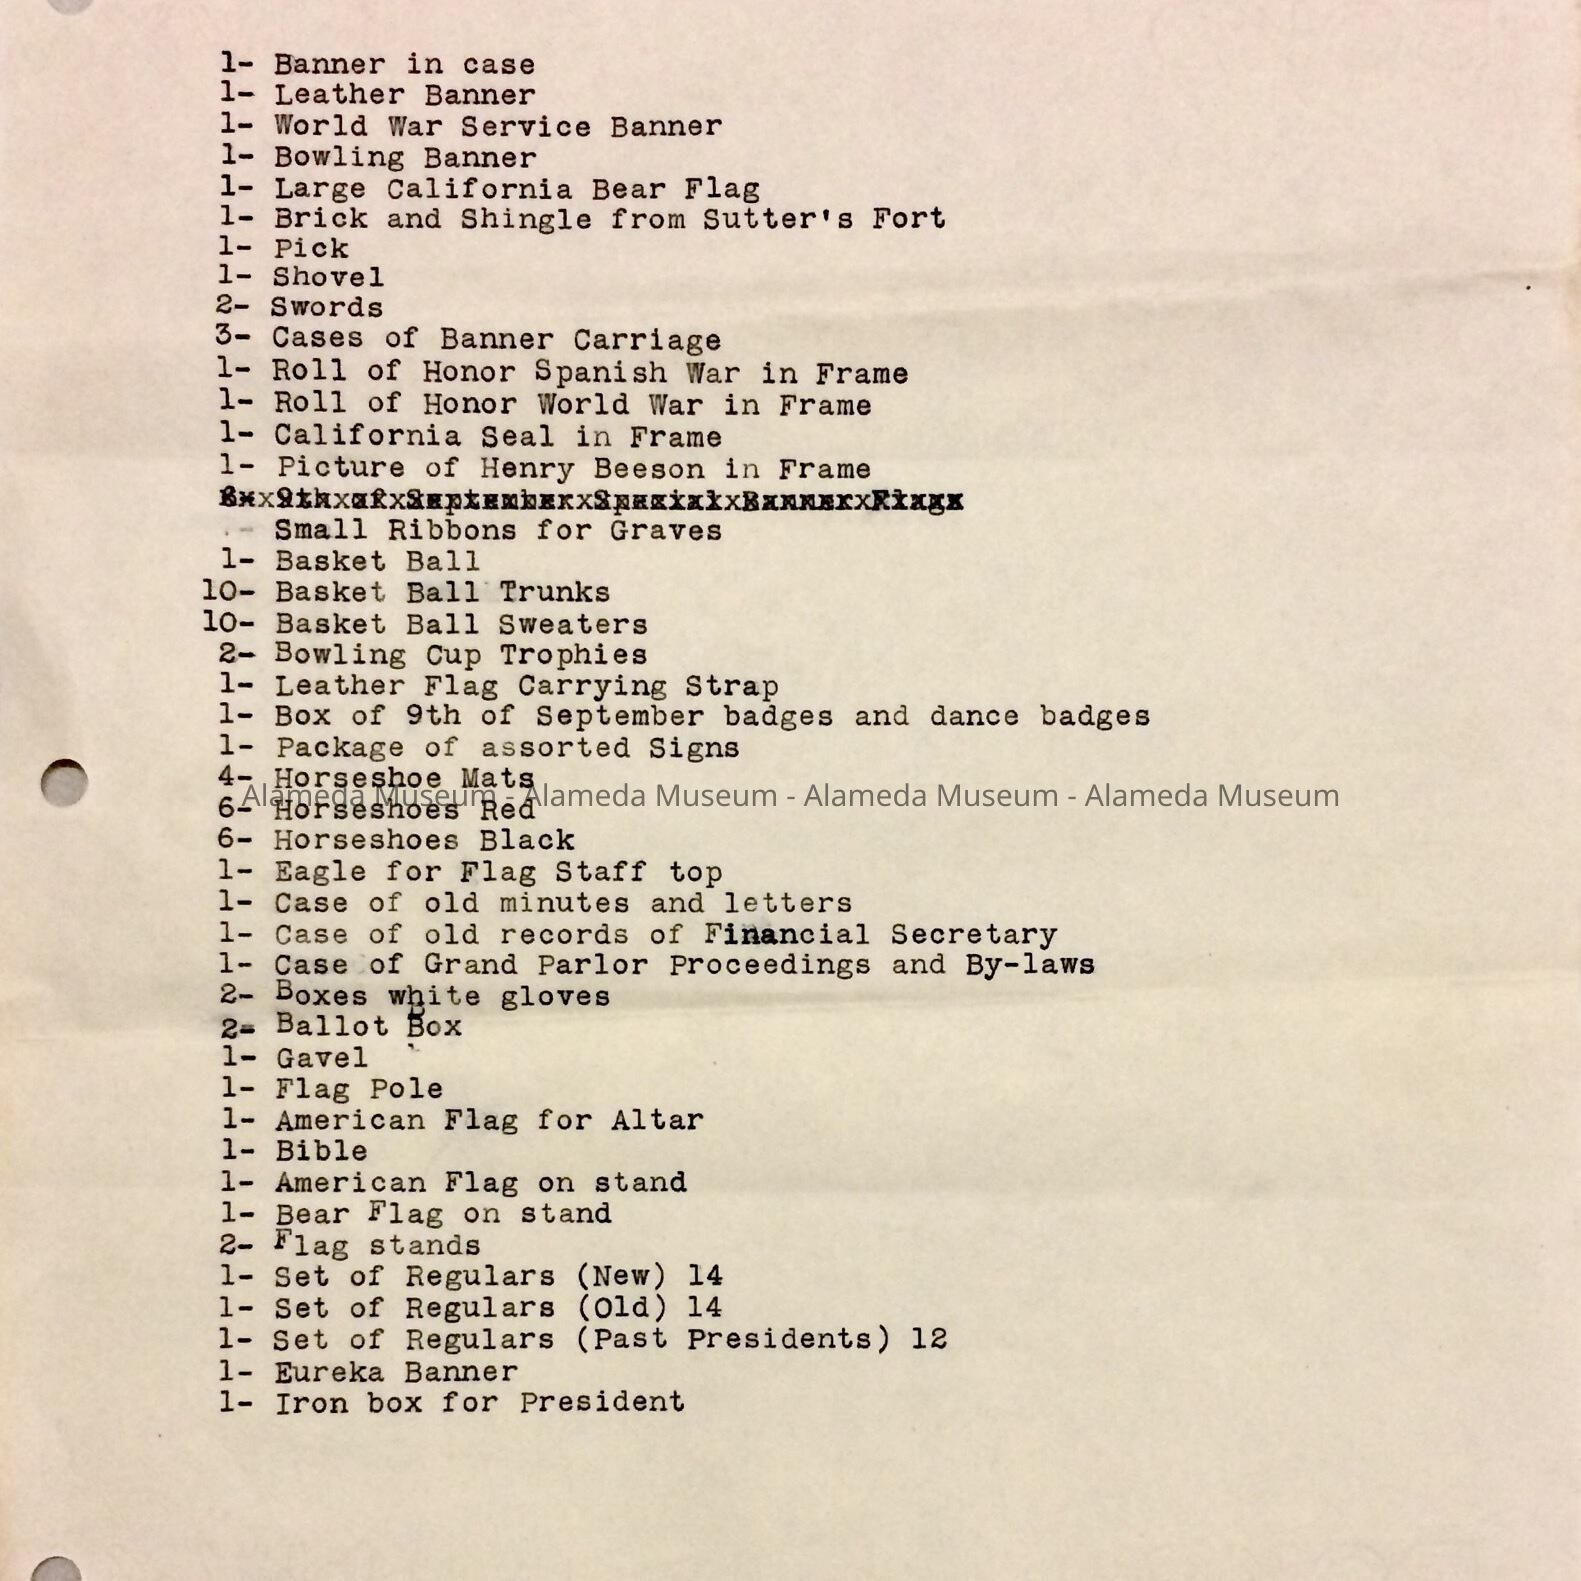 1- Banner in case
1- Leather Banner
1- World War Service Banner
1- Bowling Banner
1- Large California Bear Flag
1- Brick and Shingle from Sutter's Fort
1- Pick
1- Shovel
2- Swords
3- Cases of Banner Carriage
1- Roll of Honor Spanish War in Frame
1- Roll of Honor World War in Frame
1- California Seal in Frame
1- Picture of Henry Beeson in Frame
9th of September Special Banner Flags
- Small Ribbons for Graves
1- Basket Ball
10- Basket Ball Trunks
10- Basket Ball Sweaters
2- Bowling Cup Trophies
1- Leather Flag Carrying Strap
1- Box of 9th of September badges and dance badges
1- Package of assorted Signs
4- Horseshoe Mats
Alameda Museum - Alameda Museum - Alameda Museum - Alameda Museum
6- Horseshoes Red
6- Horseshoes Black
1- Eagle for Flag Staff top
1- Case of old minutes and letters
1- Case of old records of Financial Secretary
1- Case of Grand Parlor Proceedings and By-laws
2- Boxes white gloves
2- Ballot Box
1- Gavel
1- Flag Pole
1- American Flag for Altar
1- Bible
1- American Flag on stand
1- Bear Flag on stand
2- Flag stands
1- Set of Regulars (New) 14
1- Set of Regulars (Old) 14
1- Set of Regulars (Past Presidents) 12
1- Eureka Banner
1- Iron box for President